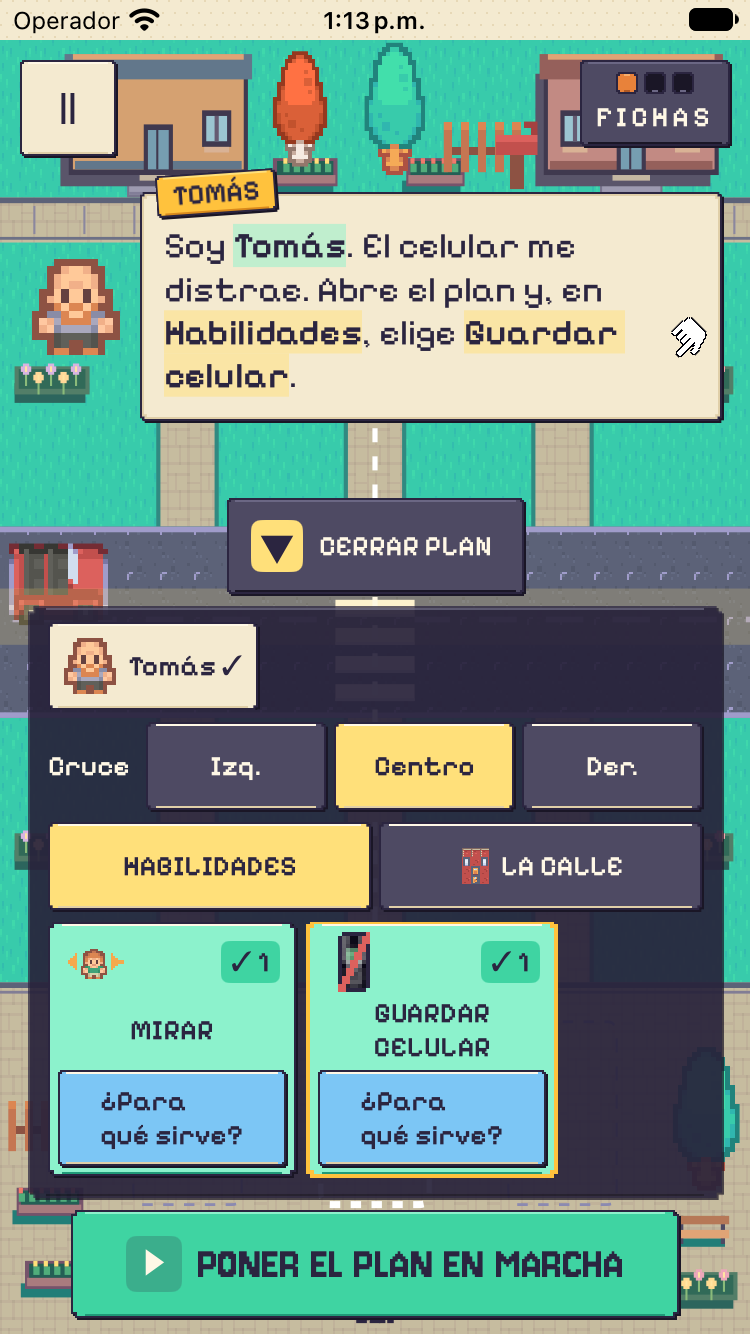 Operador
1:13 p.m.
FICHAS
TOMÁS
Soy Tomás. El celular me
distrae. Abre el plan y, en
Habilidades, elige Guardar
celular.
CERRAR PLAN
Tomás ✓
Cruce
Izq.
Centro
Der.
HABILIDADES
LA CALLE
✓ 1
MIRAR
¿Para
qué sirve?
✓ 1
GUARDAR
CELULAR
¿Para
qué sirve?
PONER EL PLAN EN MARCHA